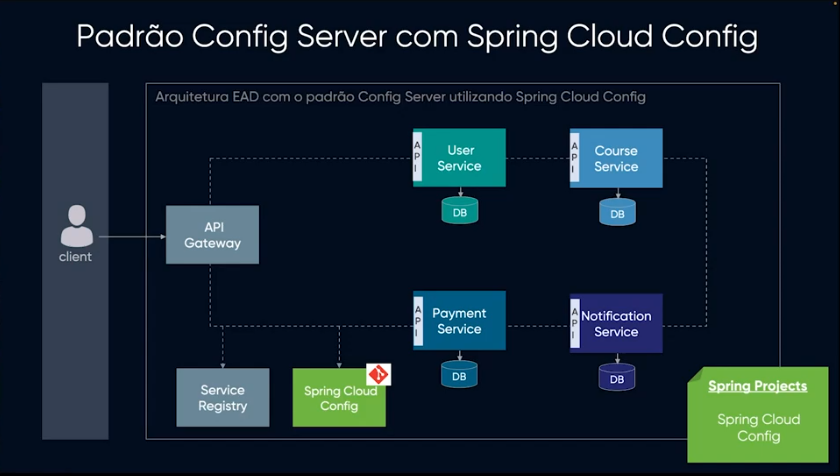 Padrão Config Server com Spring Cloud Config
Arquitetura EAD com o padrão Config Server utilizando Spring Cloud Config
client
API
Gateway
API
User
Service
DB
API
Course
Service
DB
API
Payment
Service
DB
API
Notification
Service
DB
Service
Registry
Spring Cloud
Config
Spring Projects
Spring Cloud
Config